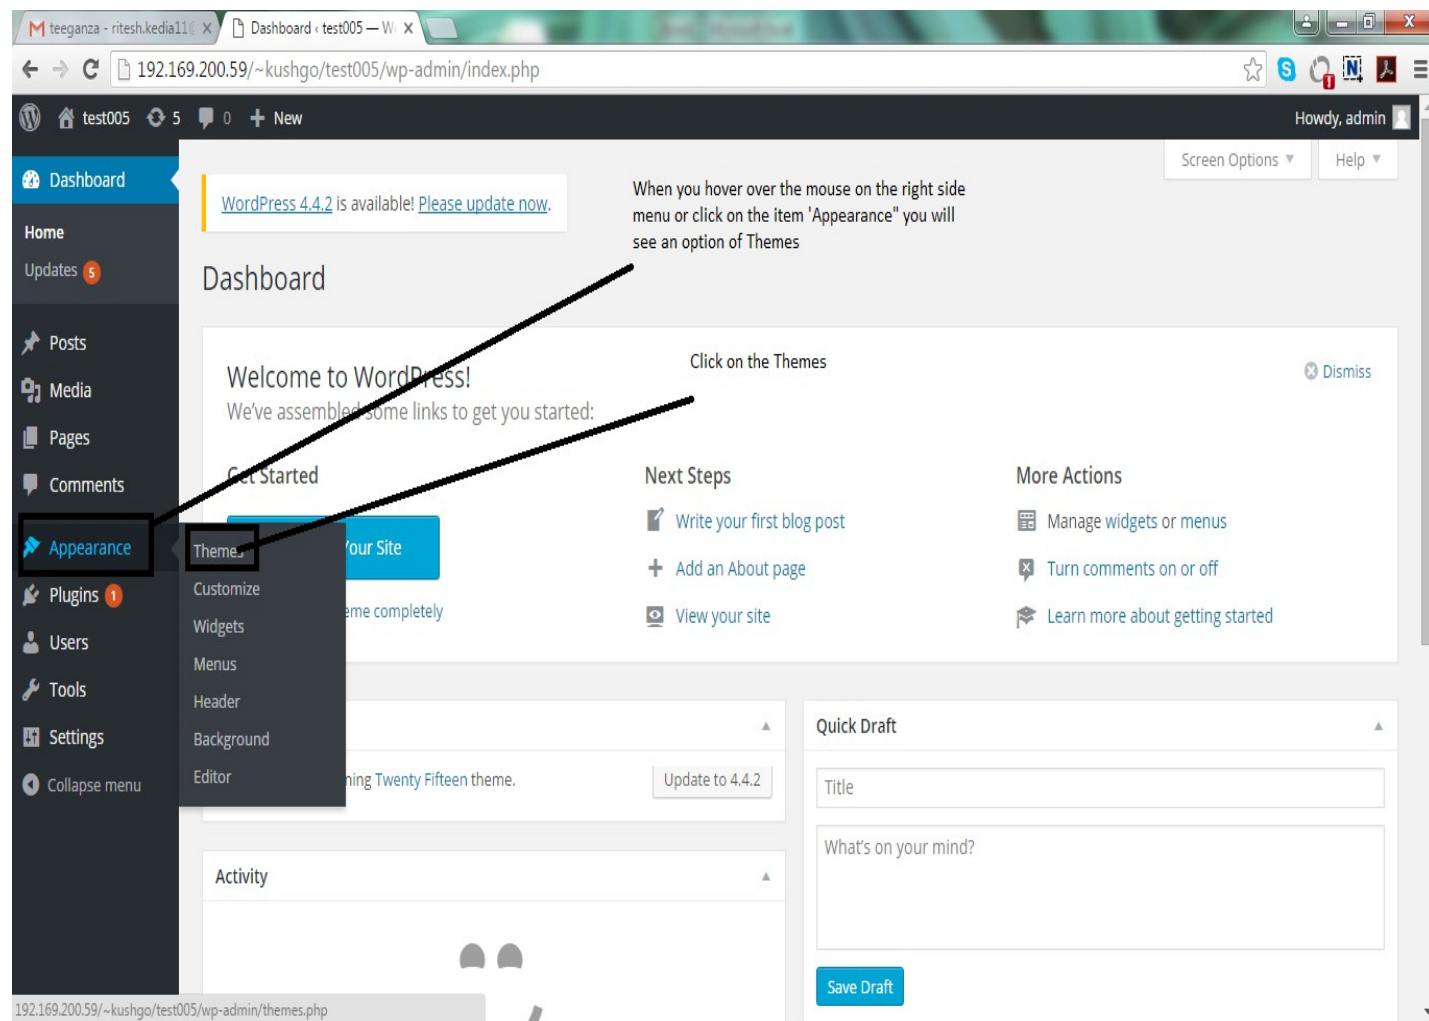 teeganza - ritesh.kedia11@
Dashboard ‹ test005 — W
192.169.200.59/~kushgo/test005/wp-admin/index.php
test005 5 0 + New
Howdy, admin
Screen Options
Help
Dashboard
Home
Updates 5
Posts
Media
Pages
Comments
Appearance
Plugins 1
Users
Tools
Settings
Collapse menu
Themes
Customize
Widgets
Menus
Header
Background
Editor
WordPress 4.4.2 is available! Please update now.
When you hover over the mouse on the right side
menu or click on the item 'Appearance" you will
see an option of Themes
Dashboard
Click on the Themes
Welcome to WordPress!
Dismiss
We've assembled some links to get you started:
Get Started
Your Site
eme completely
Next Steps
Write your first blog post
Add an About page
View your site
More Actions
Manage widgets or menus
Turn comments on or off
Learn more about getting started
ning Twenty Fifteen theme.
Update to 4.4.2
Activity
Quick Draft
Title
What's on your mind?
Save Draft
192.169.200.59/~kushgo/test005/wp-admin/themes.php